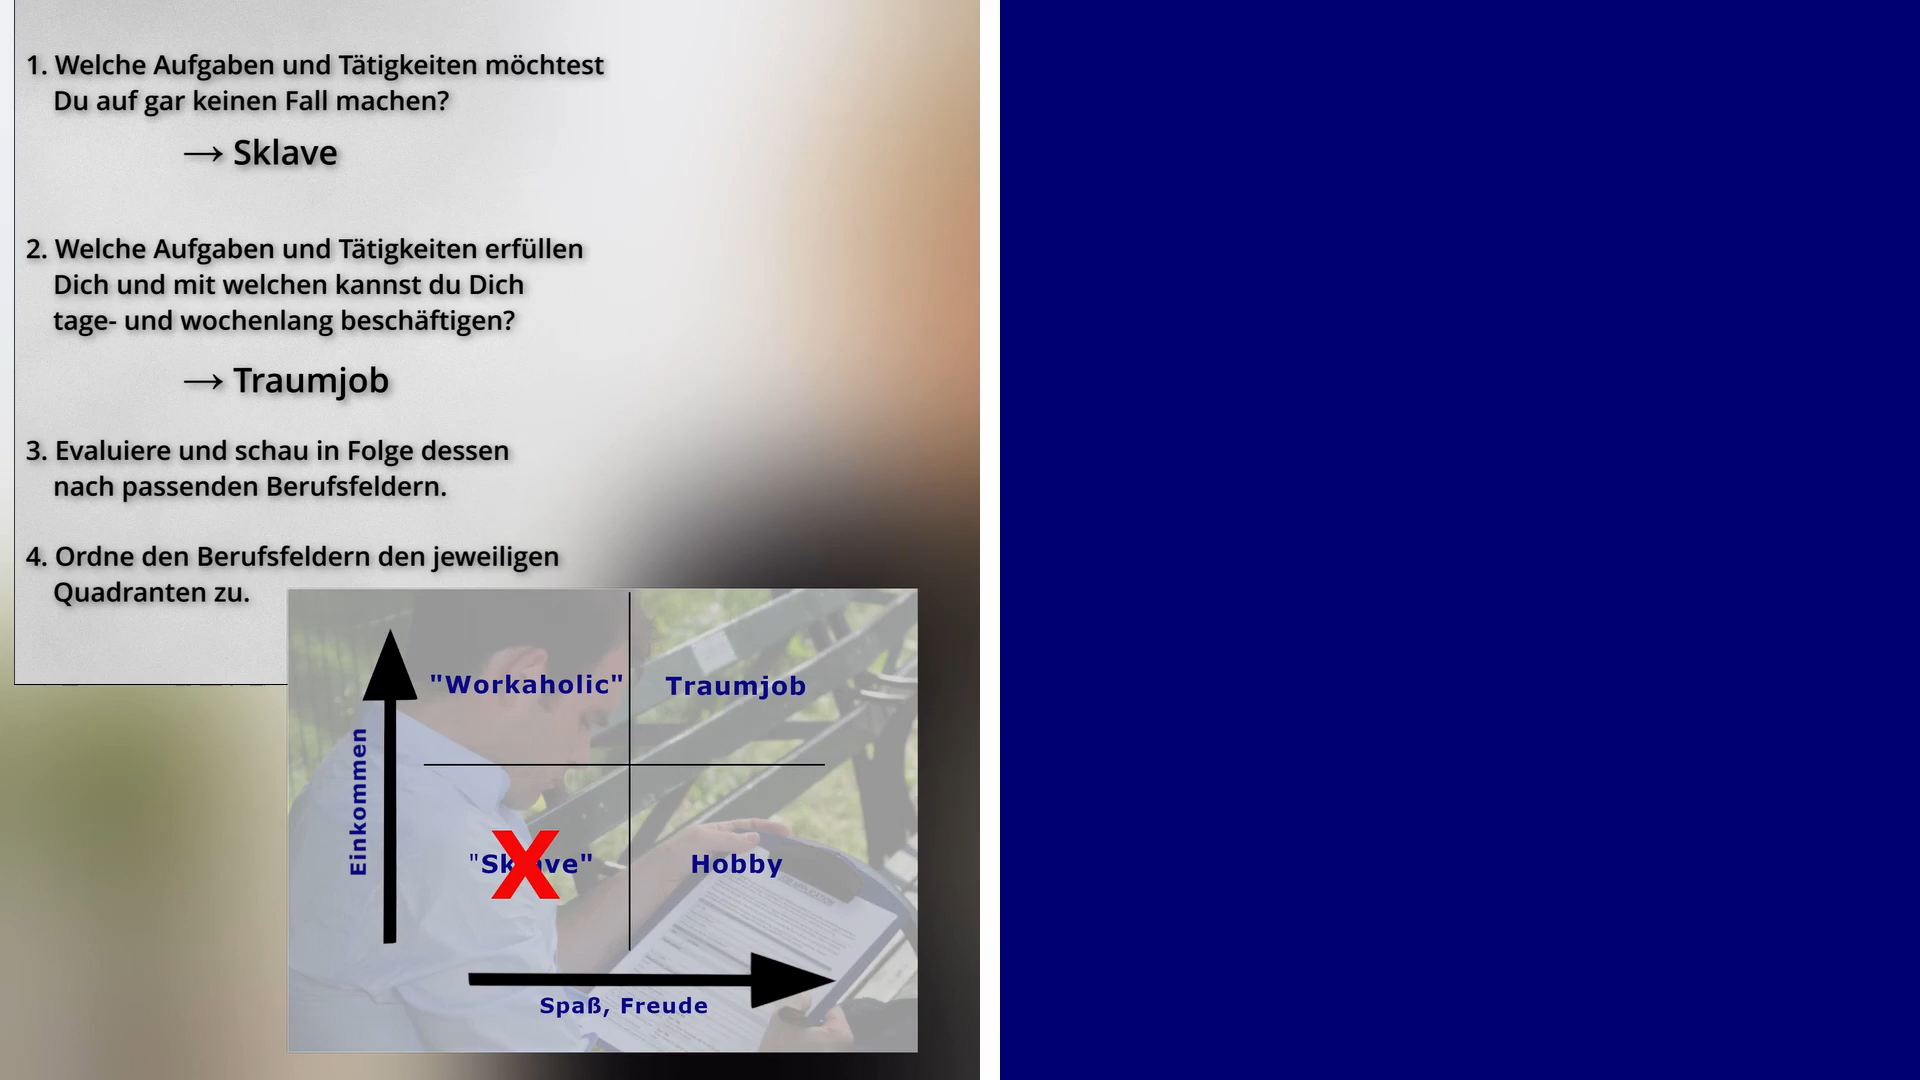 1. Welche Aufgaben und Tätigkeiten möchtest
Du auf gar keinen Fall machen?
→ Sklave
2. Welche Aufgaben und Tätigkeiten erfüllen
Dich und mit welchen kannst du Dich
tage- und wochenlang beschäftigen?
→ Traumjob
3. Evaluiere und schau in Folge dessen
nach passenden Berufsfeldern.
4. Ordne den Berufsfeldern den jeweiligen
Quadranten zu.
"Workaholic" Traumjob
Einkommen
"Sklave" Hobby
X
Spaß, Freude